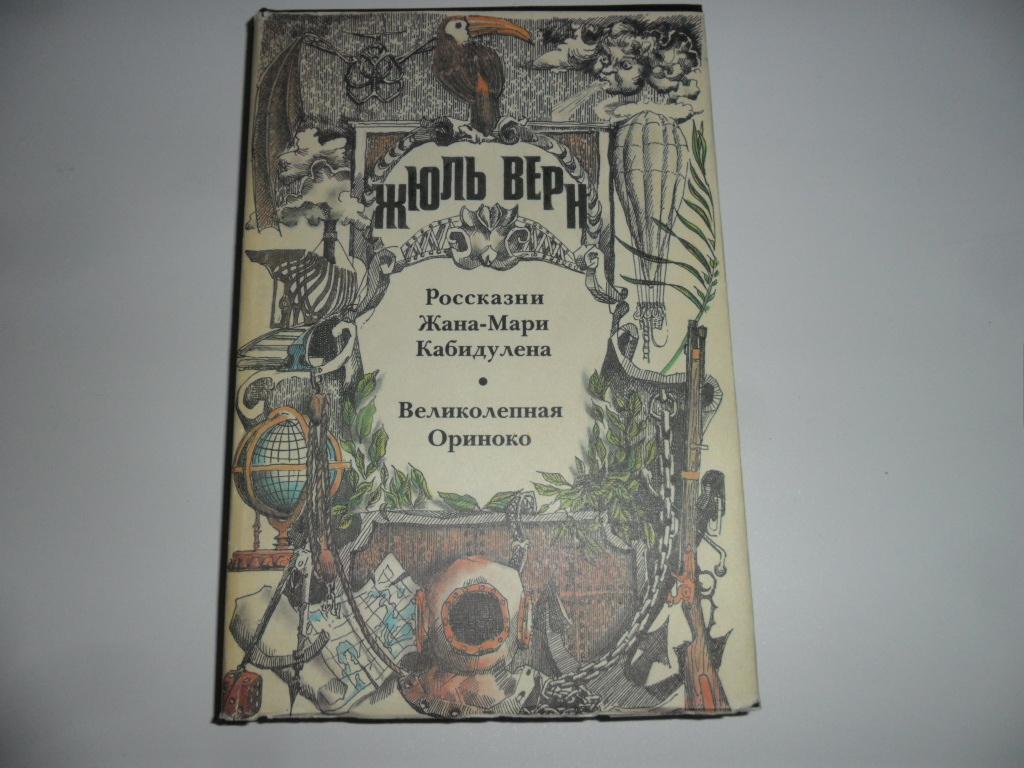 ЖЮЛЬ ВЕРН
Россказни
Жана-Мари
Кабидулена
•
Великолепная
Ориноко